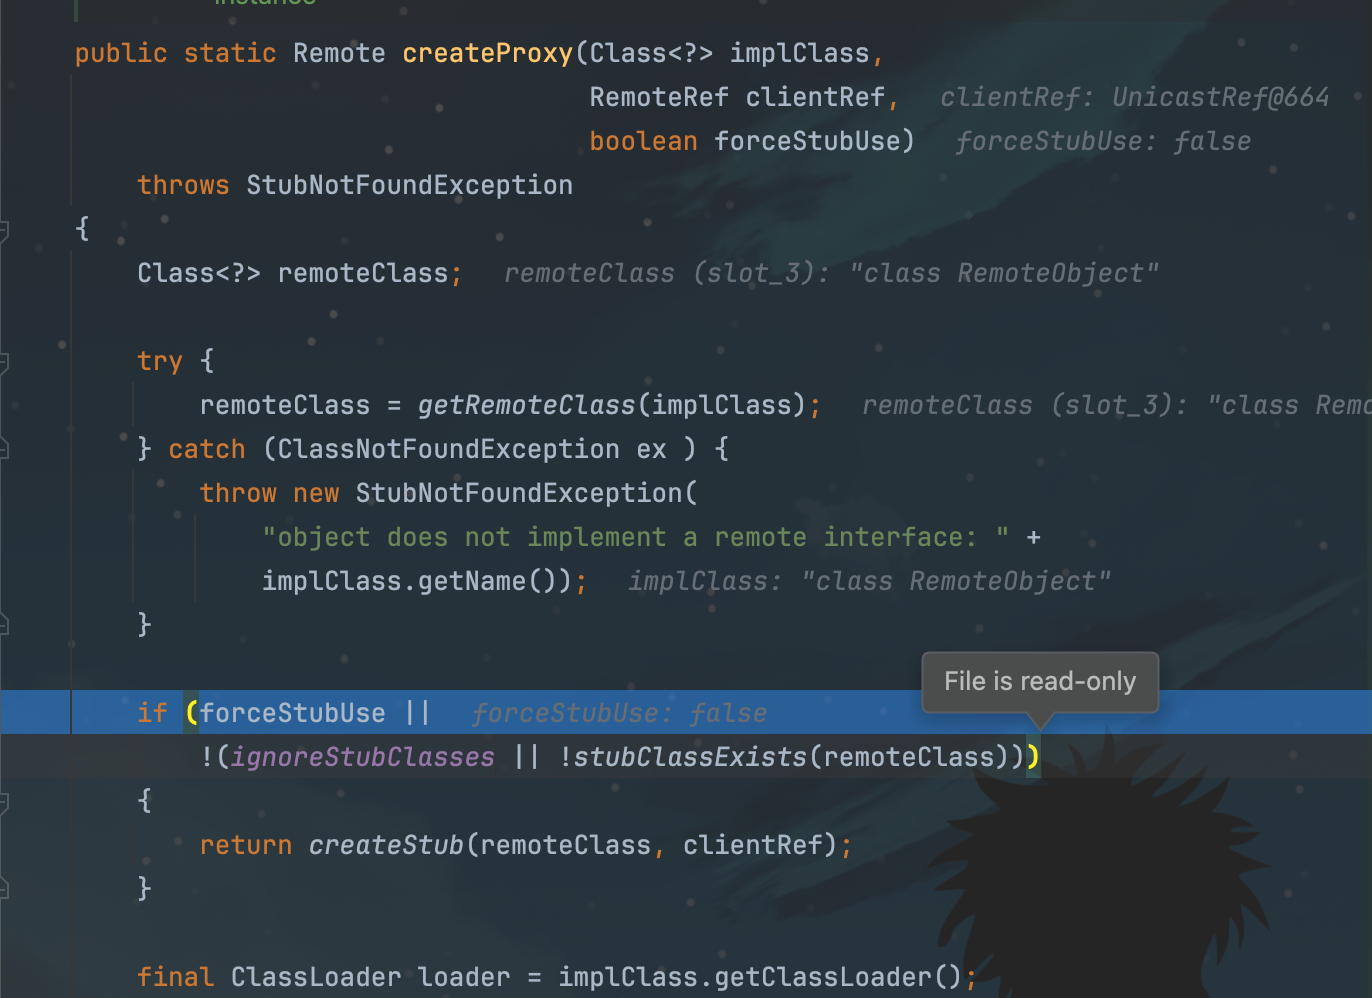 instance
public static Remote createProxy(Class<?> implClass,
RemoteRef clientRef, clientRef: UnicastRef@664
boolean forceStubUse) forceStubUse: false
throws StubNotFoundException
{
Class<?> remoteClass; remoteClass (slot_3): "class RemoteObject"
try {
remoteClass = getRemoteClass(implClass); remoteClass (slot_3): "class Remo
} catch (ClassNotFoundException ex ) {
throw new StubNotFoundException(
"object does not implement a remote interface: " +
implClass.getName()); implClass: "class RemoteObject"
}
File is read-only
if (forceStubUse || forceStubUse: false
!(ignoreStubClasses || !stubClassExists(remoteClass)))
{
return createStub(remoteClass, clientRef);
}
final ClassLoader loader = implClass.getClassLoader();